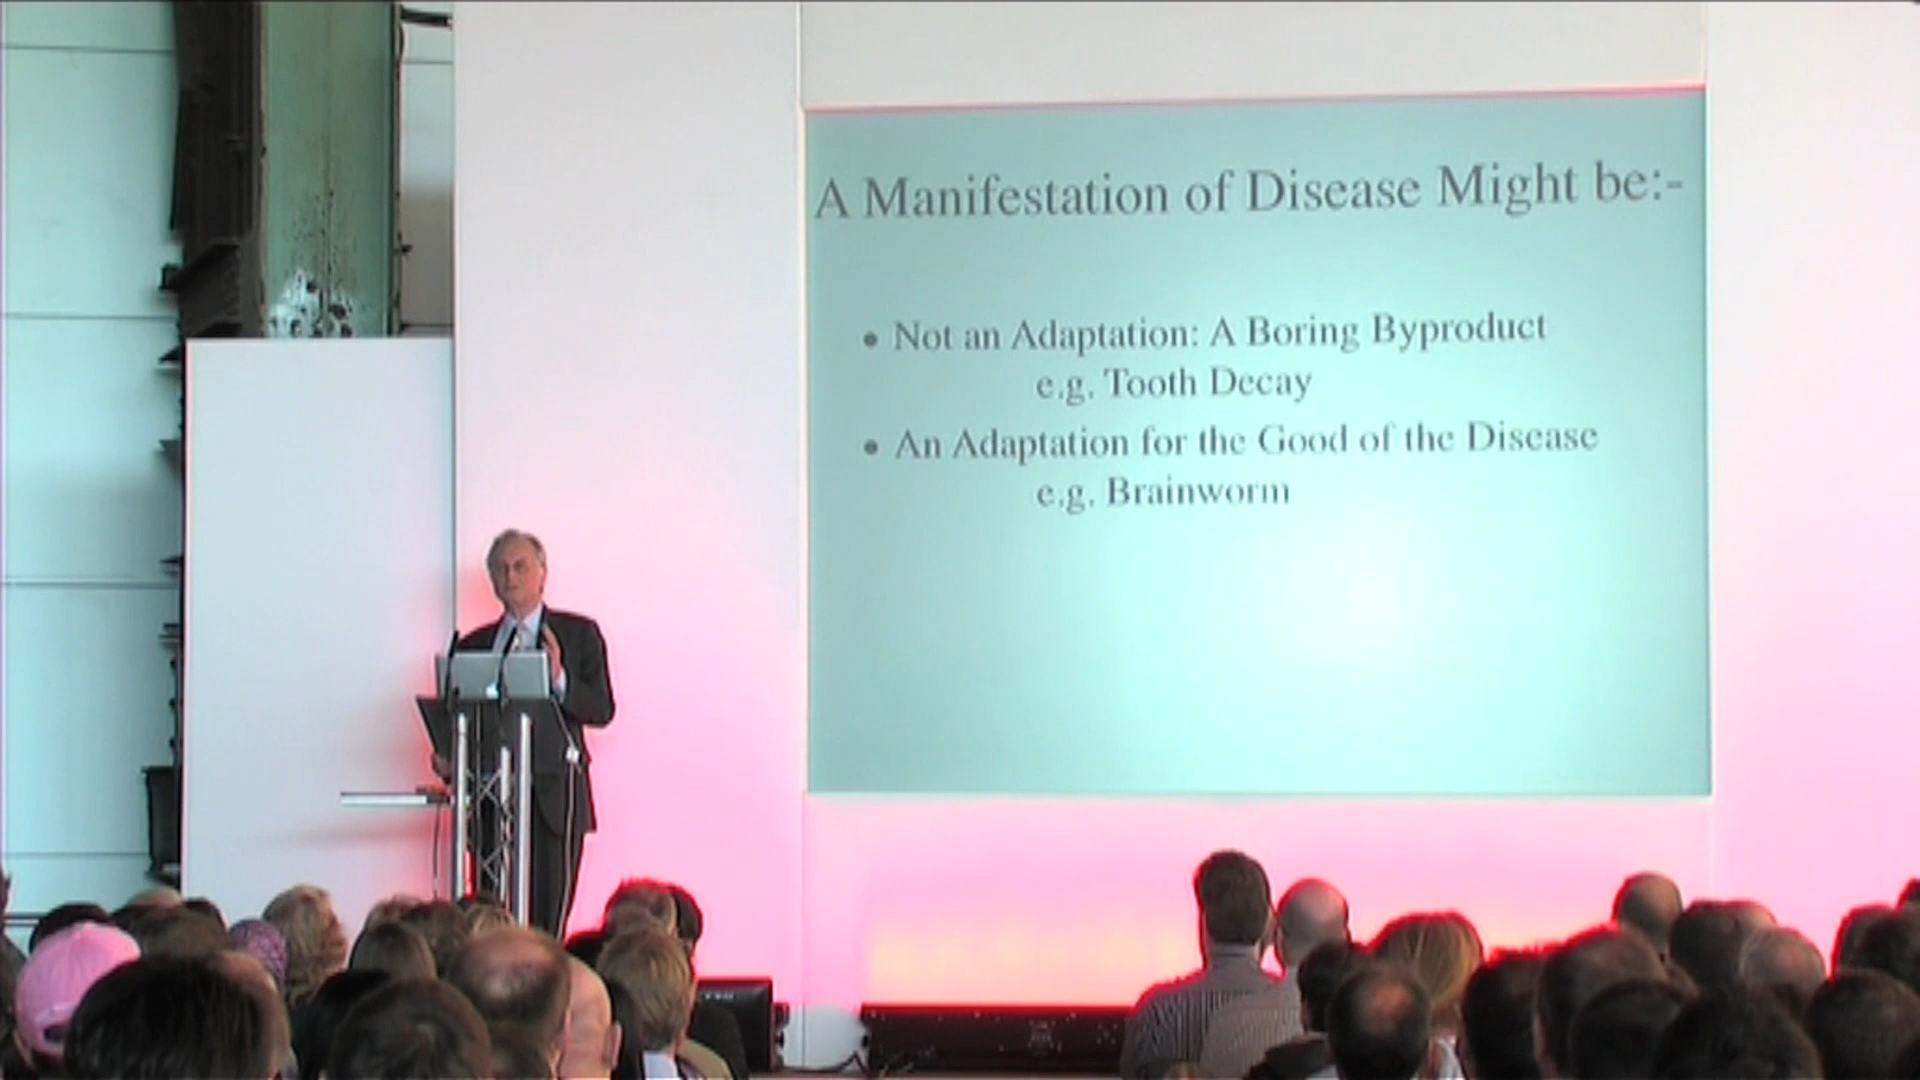 A Manifestation of Disease Might be:-
• Not an Adaptation: A Boring Byproduct
e.g. Tooth Decay
• An Adaptation for the Good of the Disease
e.g. Brainworm